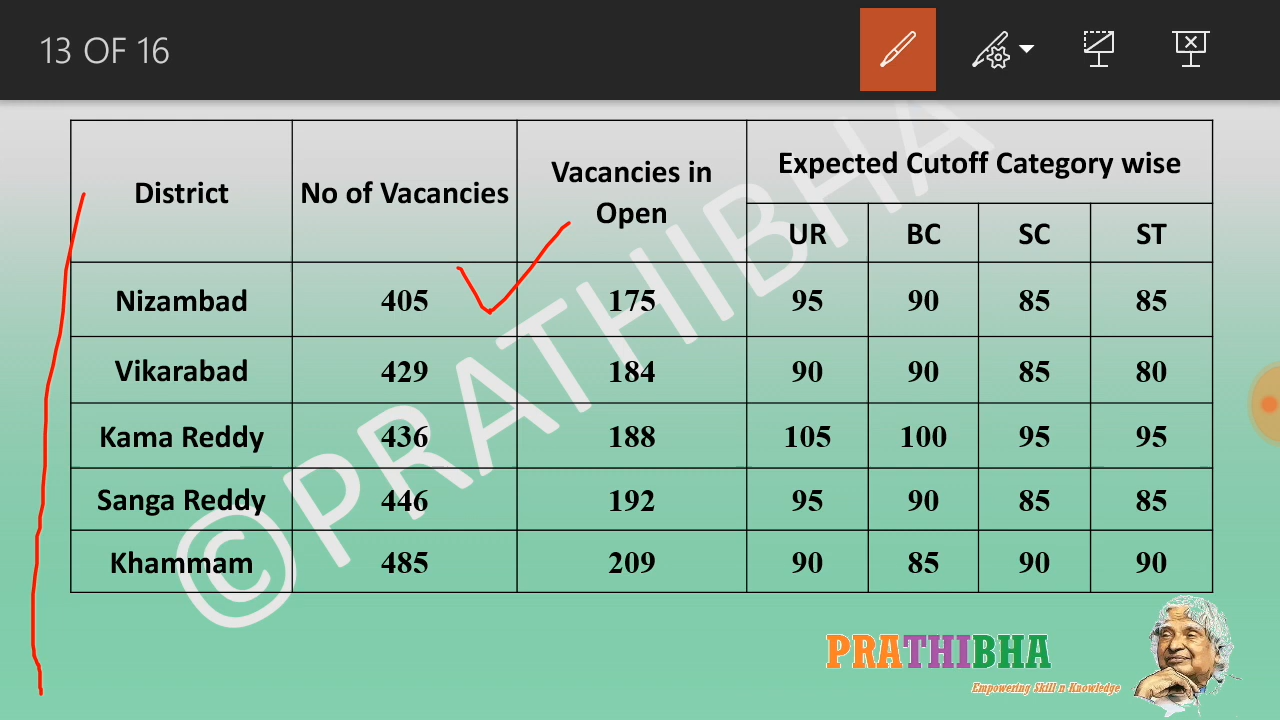 13 OF 16
District No of Vacancies Vacancies in Open Expected Cutoff Category wise
UR BC SC ST
Nizambad 405 175 95 90 85 85
Vikarabad 429 184 90 90 85 80
Kama Reddy 436 188 105 100 95 95
Sanga Reddy 446 192 95 90 85 85
Khammam 485 209 90 85 90 90
©PRATHIBHA
PRATHIBHA
Empowering Skill n Knowledge